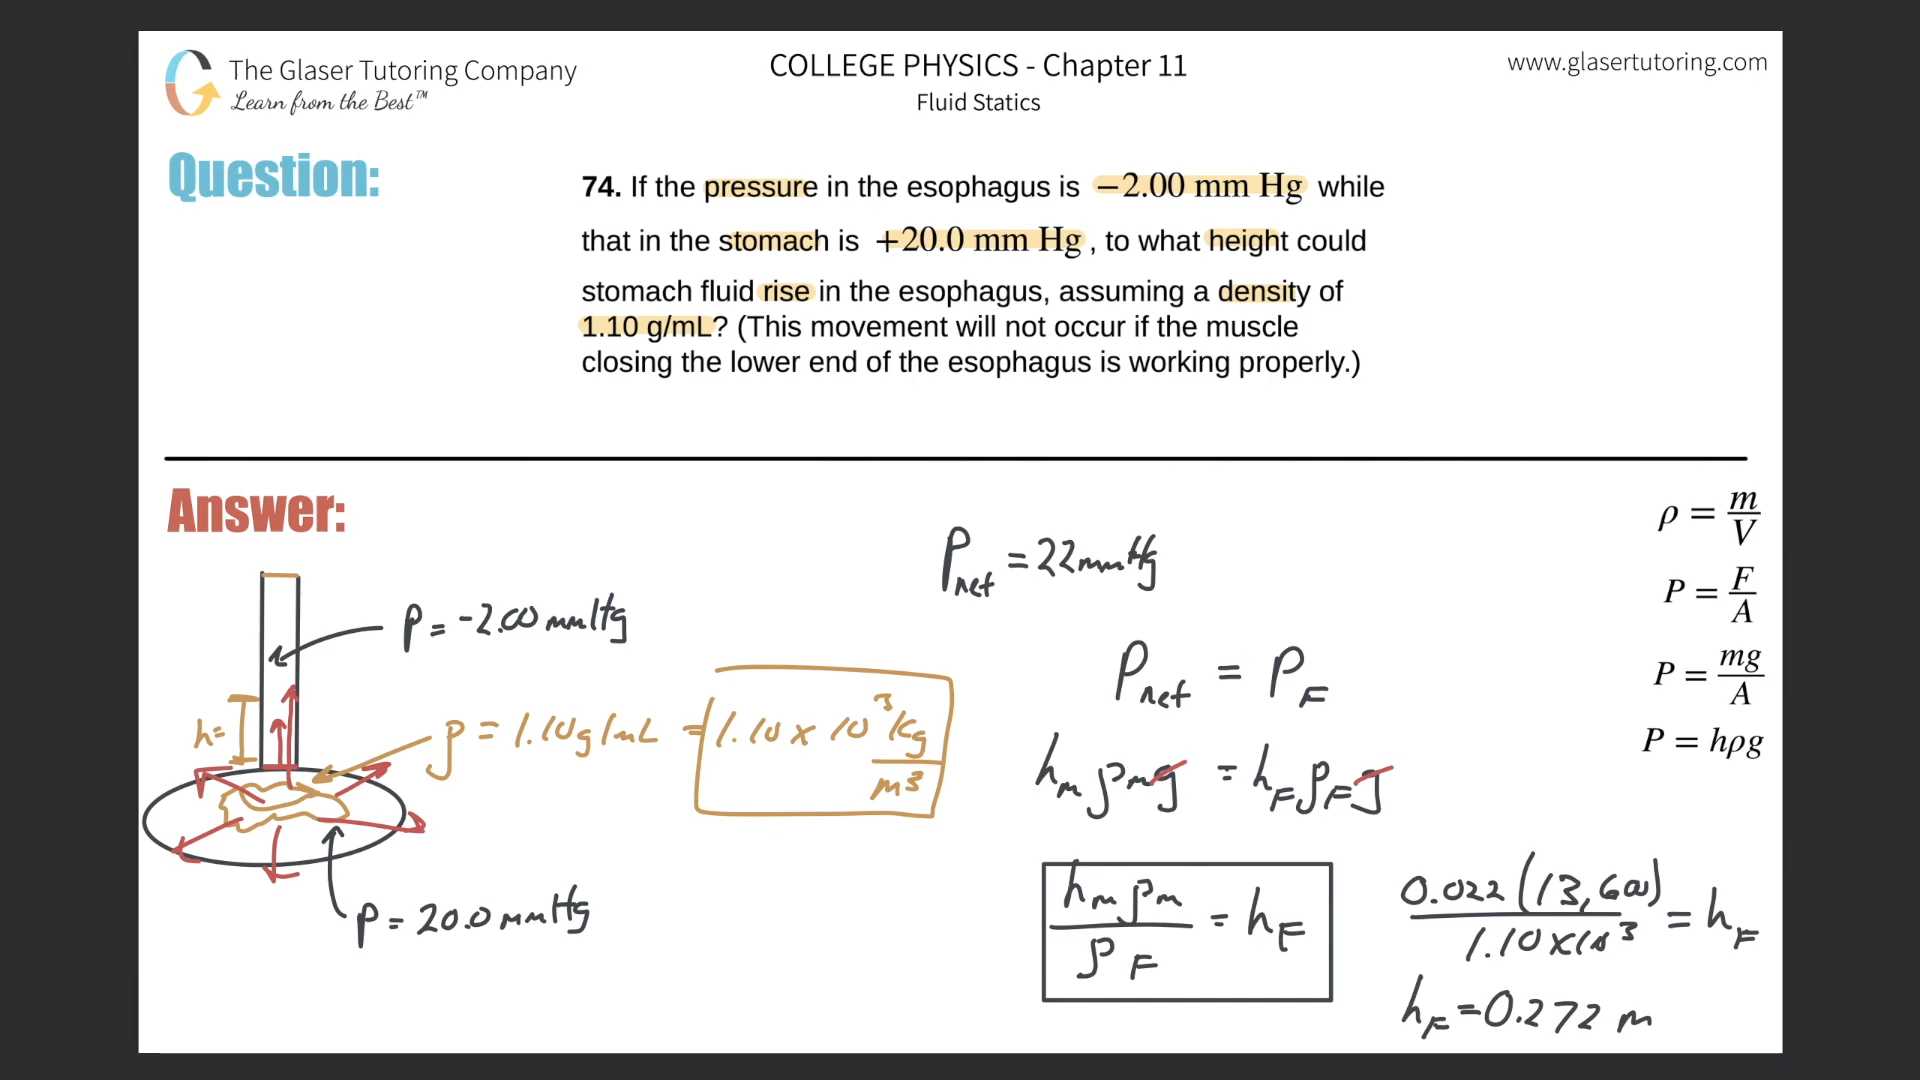 The Glaser Tutoring Company
Learn from the Best™
COLLEGE PHYSICS - Chapter 11
Fluid Statics
www.glasertutoring.com
Question:
74. If the pressure in the esophagus is −2.00 mm Hg while
that in the stomach is +20.0 mm Hg , to what height could
stomach fluid rise in the esophagus, assuming a density of
1.10 g/mL? (This movement will not occur if the muscle
closing the lower end of the esophagus is working properly.)
Answer:
P = -2.00 mmHg
h=
ρ = 1.10g/mL = 1.10 x 10³ kg/m³
P = 20.0 mmHg
Pnet = 22mmHg
Pnet = PF
hm ρm g = hF ρF g
hm ρm / ρF = hF
0.022 (13,600) / 1.10 x10³ = hF
hF = 0.272 m
ρ = m/V
P = F/A
P = mg/A
P = hρg